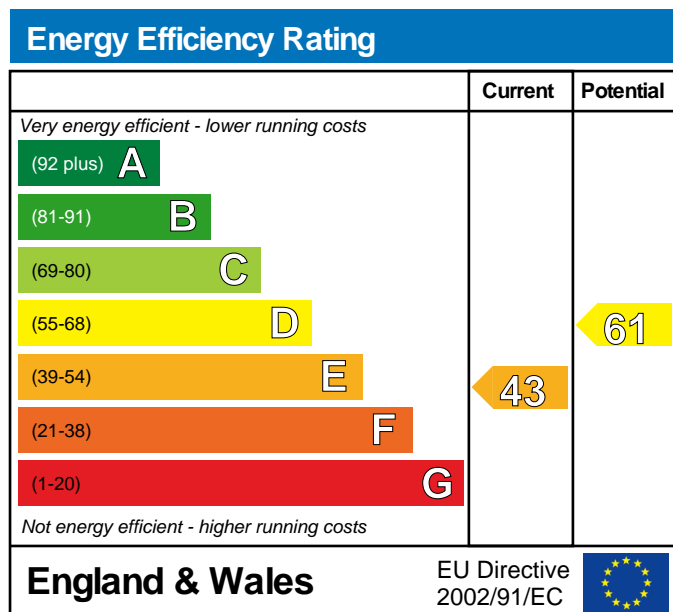 Energy Efficiency Rating
Current Potential
Very energy efficient - lower running costs
(92 plus) A
(81-91) B
(69-80) C
(55-68) D
61
(39-54) E
43
(21-38) F
(1-20) G
Not energy efficient - higher running costs
England & Wales
EU Directive
2002/91/EC